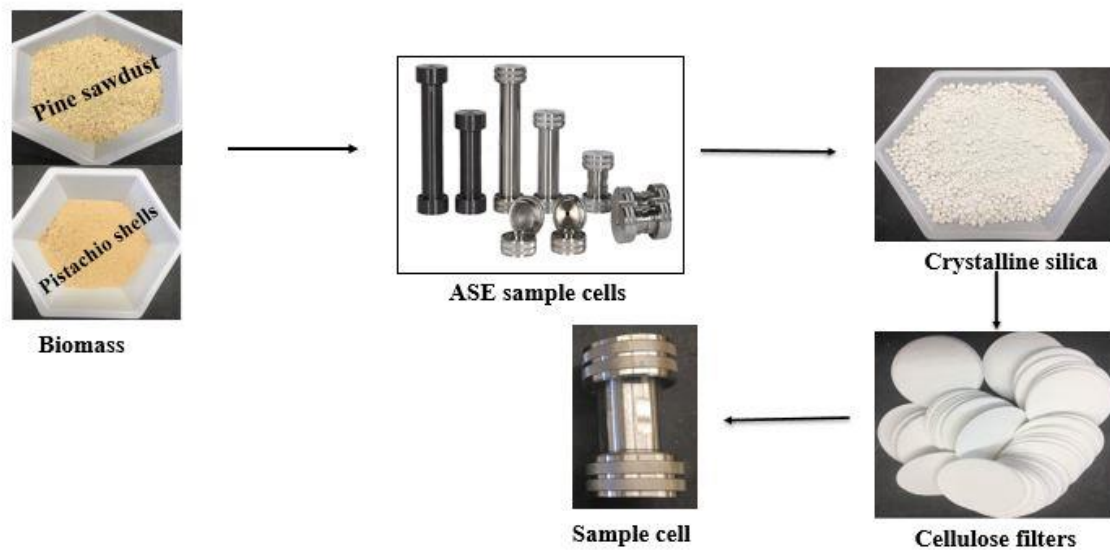 Pine sawdust
Pistachio shells
Biomass
ASE sample cells
Crystalline silica
Sample cell
Cellulose filters